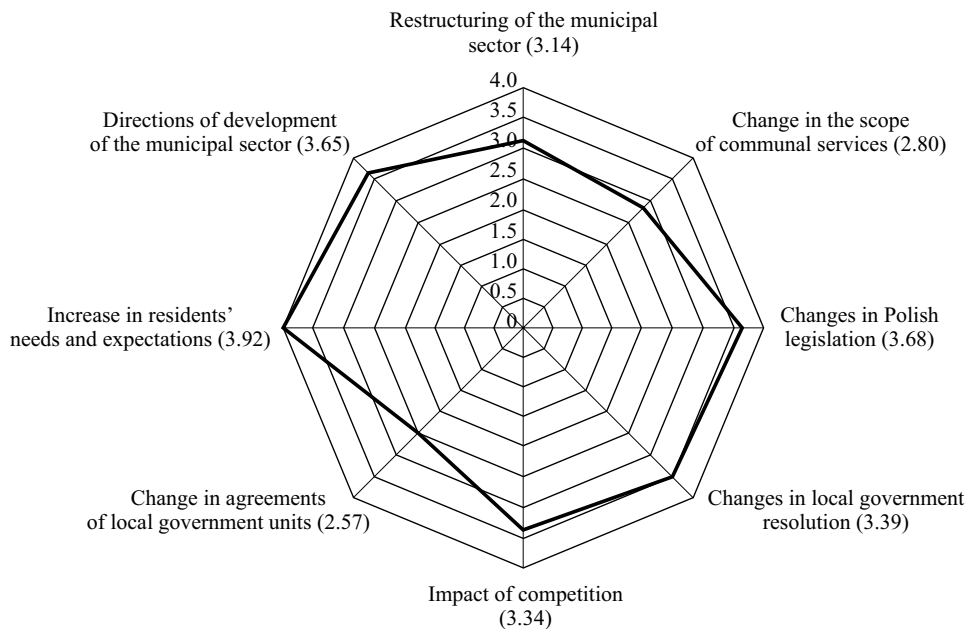 Restructuring of the municipal
sector (3.14)
4.0
3.5
3.0
2.5
2.0
1.5
1.0
0.5
0
Change in the scope
of communal services (2.80)
Changes in Polish
legislation (3.68)
Changes in local government
resolution (3.39)
Impact of competition
(3.34)
Change in agreements
of local government units (2.57)
Increase in residents’
needs and expectations (3.92)
Directions of development
of the municipal sector (3.65)